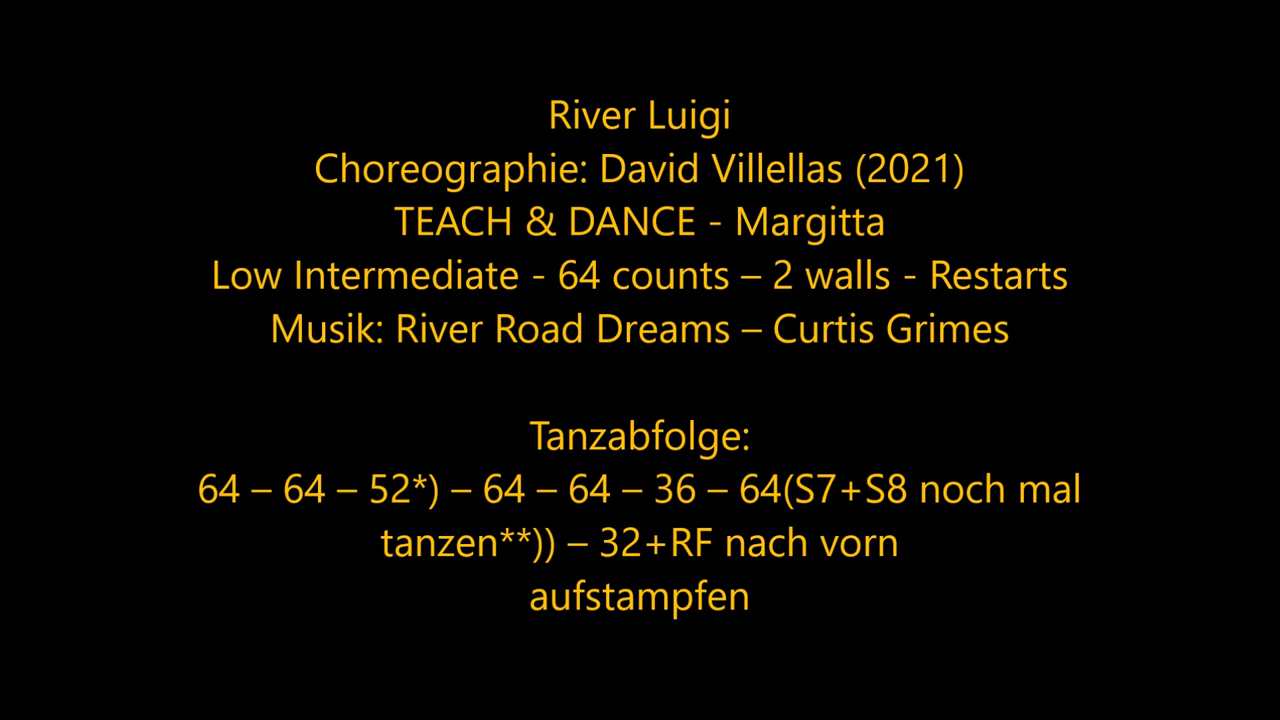 River Luigi
Choreographie: David Villellas (2021)
TEACH & DANCE - Margitta
Low Intermediate - 64 counts – 2 walls - Restarts
Musik: River Road Dreams – Curtis Grimes
Tanzabfolge:
64 – 64 – 52*) – 64 – 64 – 36 – 64(S7+S8 noch mal
tanzen**)) – 32+RF nach vorn
aufstampfen